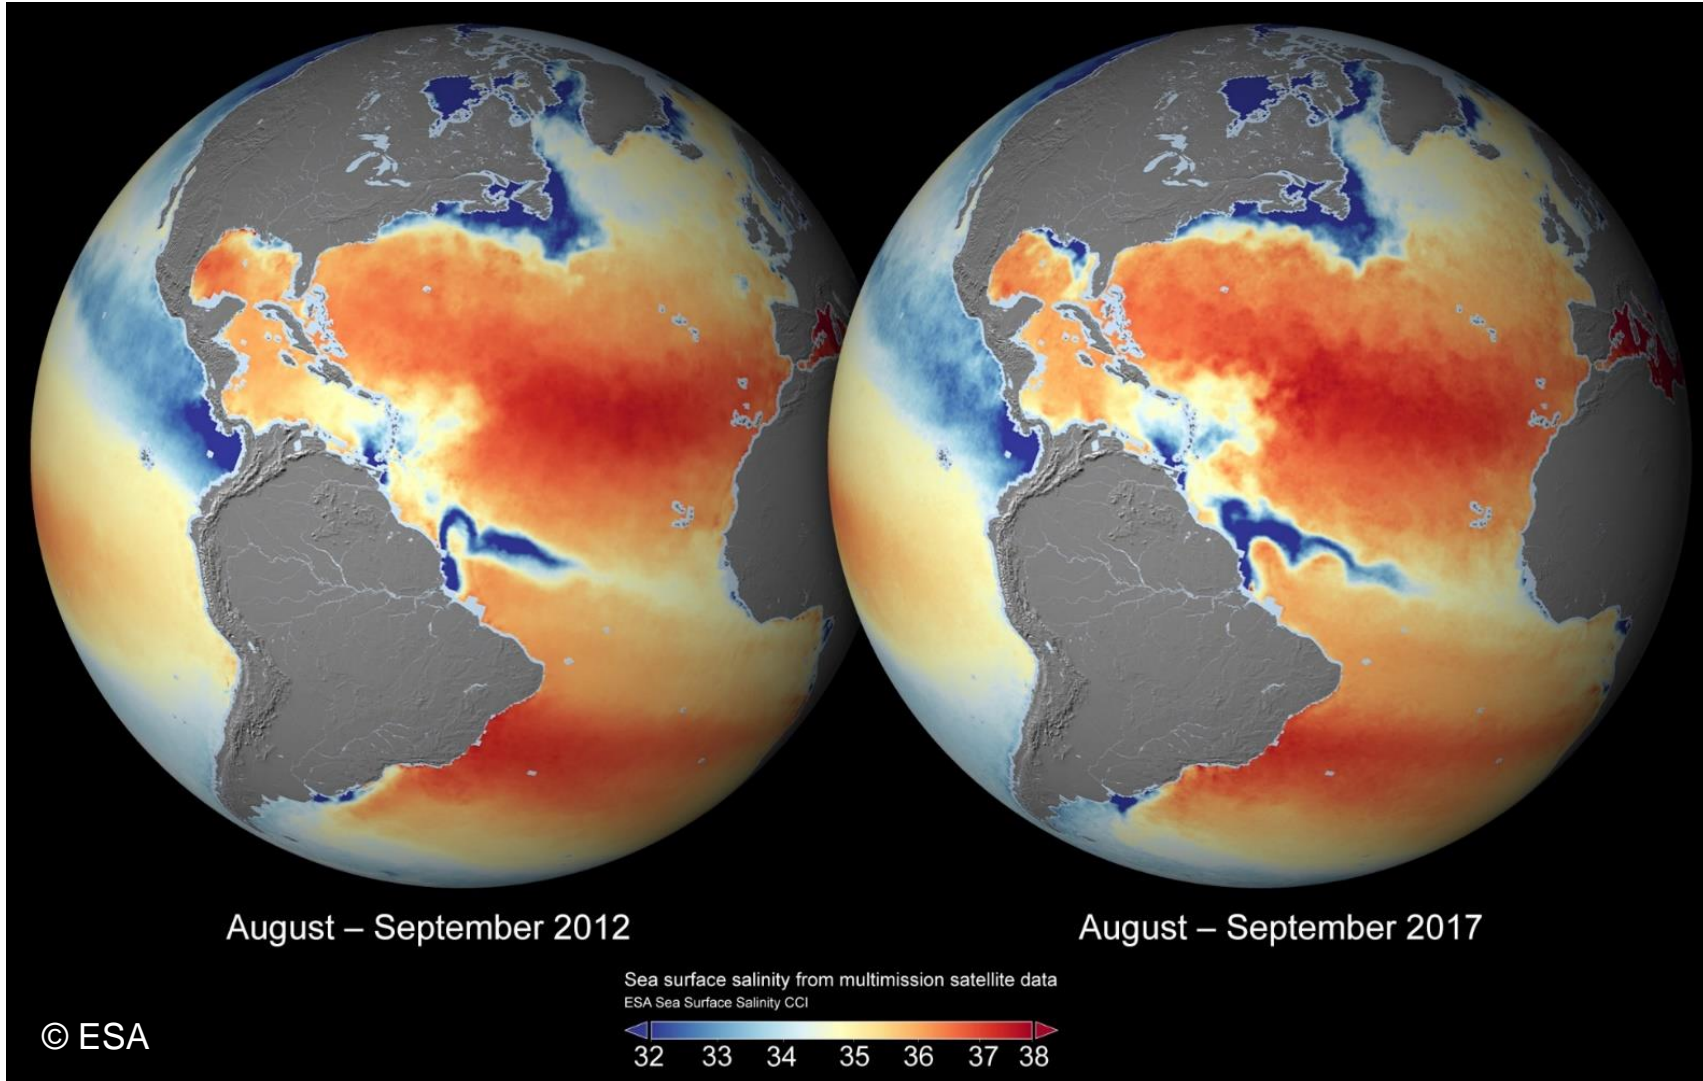 August – September 2012
August – September 2017
Sea surface salinity from multimission satellite data
ESA Sea Surface Salinity CCI
32 33 34 35 36 37 38
© ESA